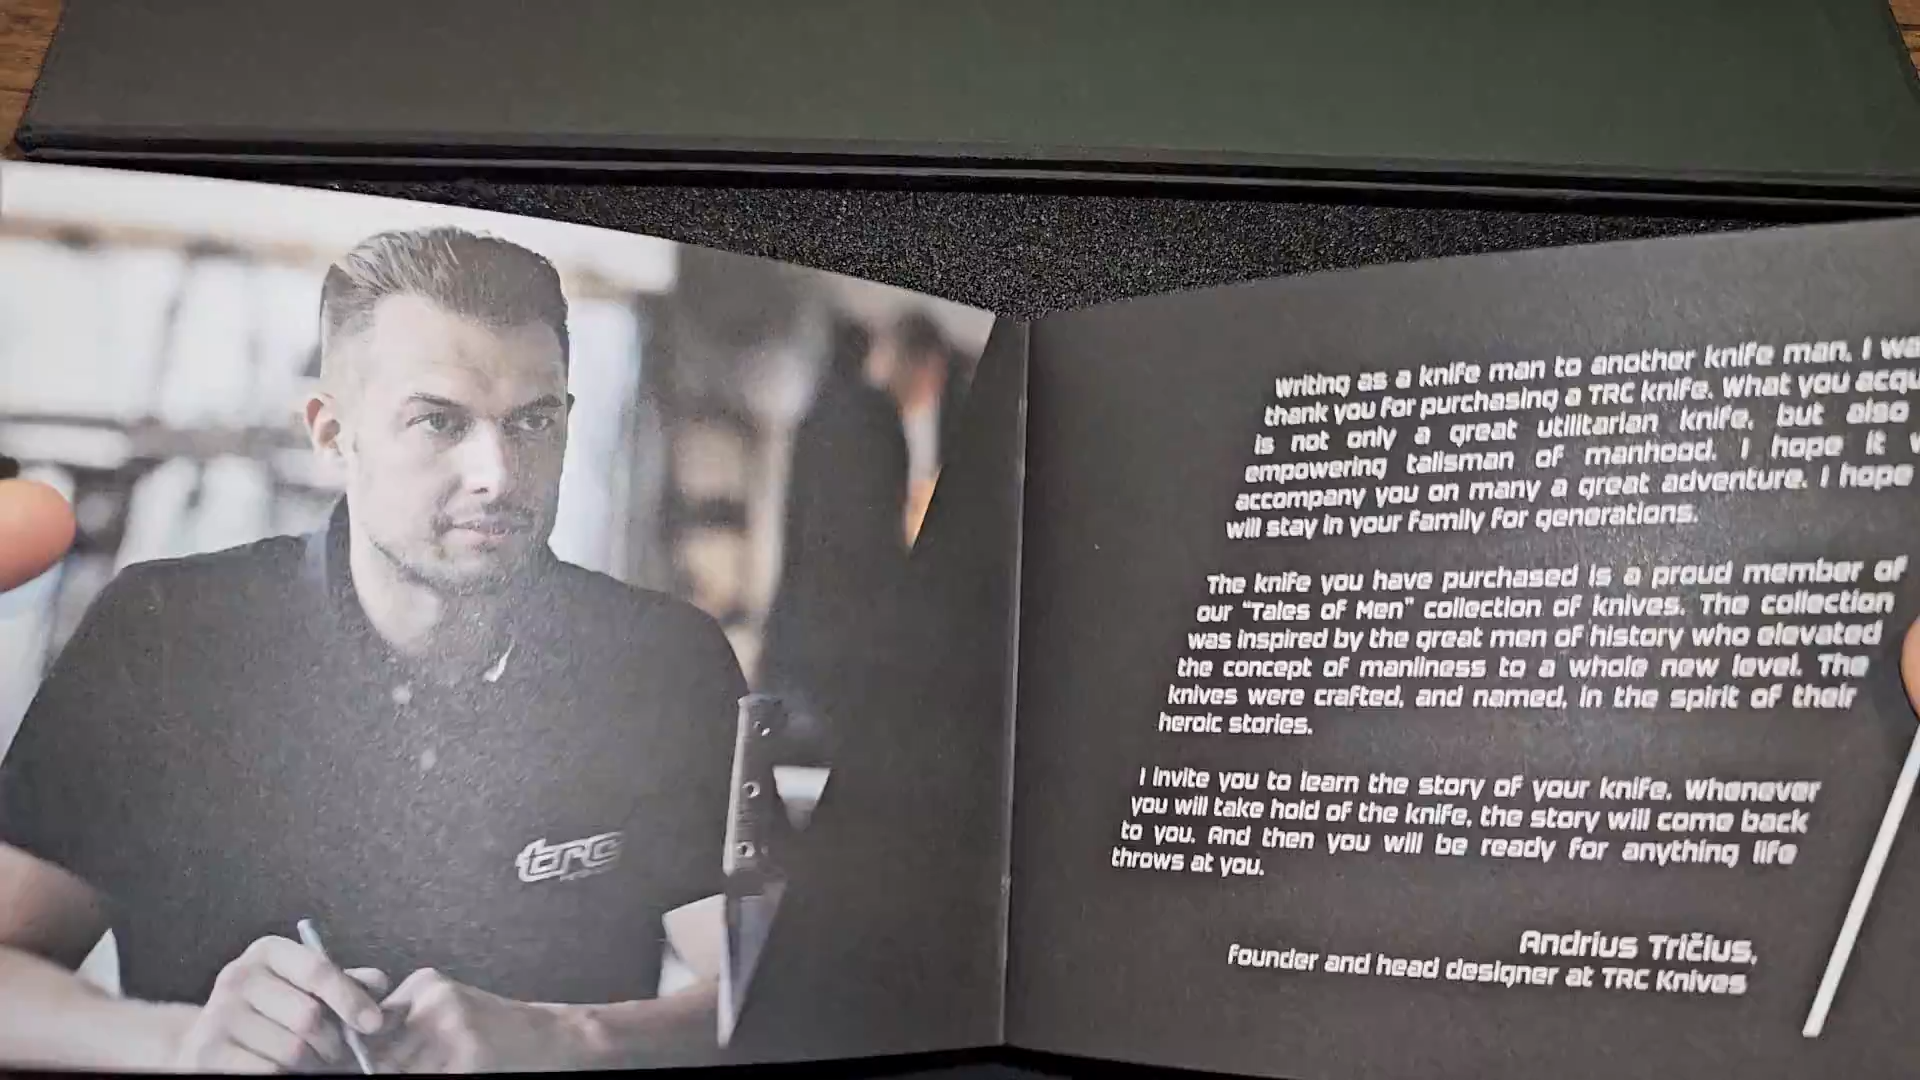 trc
Writing as a knife man to another knife man, I
thank you for purchasing a TRC knife. What you
is not only a great utilitarian knife, but also
empowering talisman of manhood. I hope it
accompany you on many a great adventure. I hope
will stay in your family for generations.
The knife you have purchased is a proud member of
our "Tales of Men" collection of knives. The collection
was inspired by the great men of history who elevated
the concept of manliness to a whole new level. The
knives were crafted, and named, in the spirit of their
heroic stories.
I invite you to learn the story of your knife. Whenever
you will take hold of the knife, the story will come back
to you. And then you will be ready for anything life
throws at you.
Andrius Tričius,
founder and head designer at TRC Knives